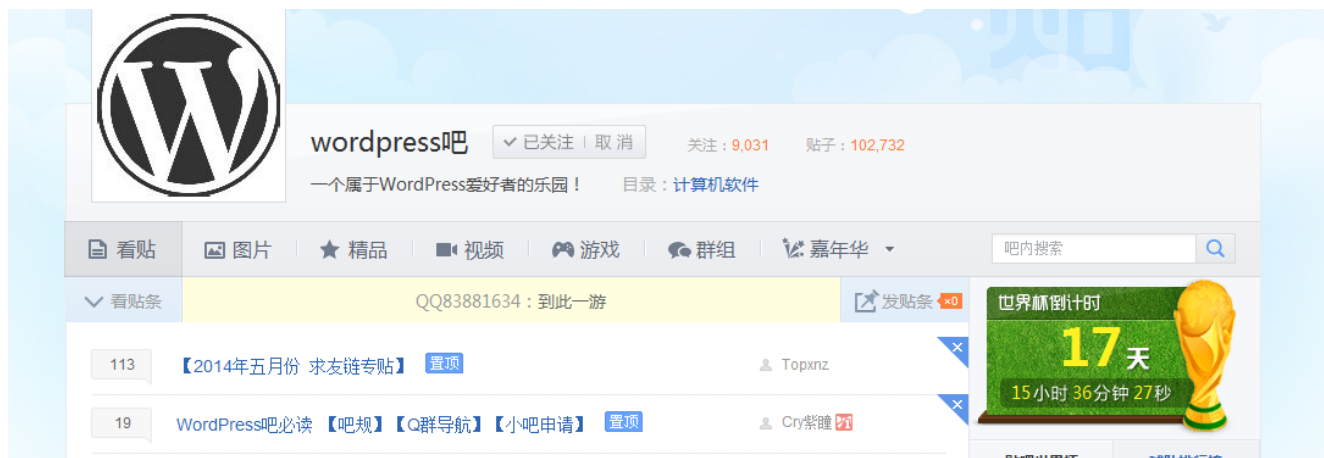 wordpress吧 已关注 取消 关注：9,031 贴子：102,732
一个属于WordPress爱好者的乐园！ 目录：计算机软件
看贴 图片 精品 视频 游戏 群组 嘉年华 吧内搜索
看贴条 QQ83881634：到此一游 发贴条 ×0
世界杯倒计时
17天
15小时36分钟27秒
113 【2014年五月份 求友链专贴】 置顶 Topxnz
19 WordPress吧必读 【吧规】【Q群导航】【小吧申请】 置顶 Cry紫瞳